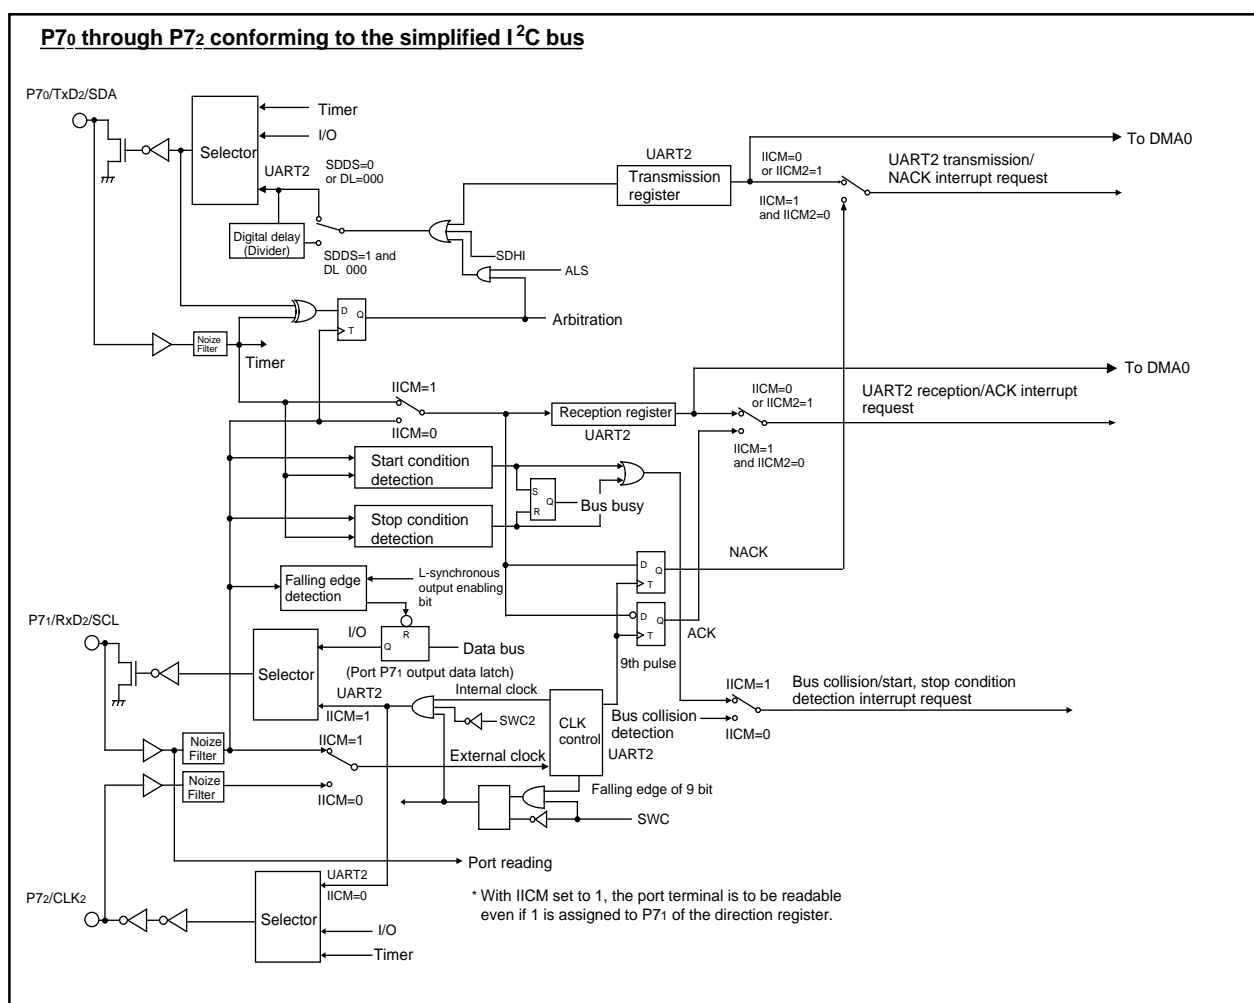 P70 through P72 conforming to the simplified I2C bus
P70/TxD2/SDA
Timer
I/O
Selector
UART2
SDDS=0
or DL=000
Digital delay
(Divider)
SDDS=1 and
DL 000
UART2
Transmission
register
SDHI
ALS
To DMA0
IICM=0
or IICM2=1
UART2 transmission/
NACK interrupt request
IICM=1
and IICM2=0
D
Q
T
Arbitration
Noize
Filter
Timer
IICM=1
IICM=0
Reception register
UART2
To DMA0
IICM=0
or IICM2=1
UART2 reception/ACK interrupt
request
IICM=1
and IICM2=0
Start condition
detection
S
Q
R
Bus busy
Stop condition
detection
NACK
D
Q
T
Falling edge
detection
L-synchronous
output enabling
bit
D
Q
T
ACK
9th pulse
P71/RxD2/SCL
I/O
R
Q
Data bus
(Port P71 output data latch)
Selector
UART2
IICM=1
Internal clock
SWC2
CLK
control
UART2
Bus collision
detection
IICM=1
IICM=0
Bus collision/start, stop condition
detection interrupt request
Noize
Filter
IICM=1
External clock
Noize
Filter
IICM=0
Falling edge of 9 bit
SWC
Port reading
P72/CLK2
UART2
IICM=0
Selector
I/O
Timer
* With IICM set to 1, the port terminal is to be readable
even if 1 is assigned to P71 of the direction register.